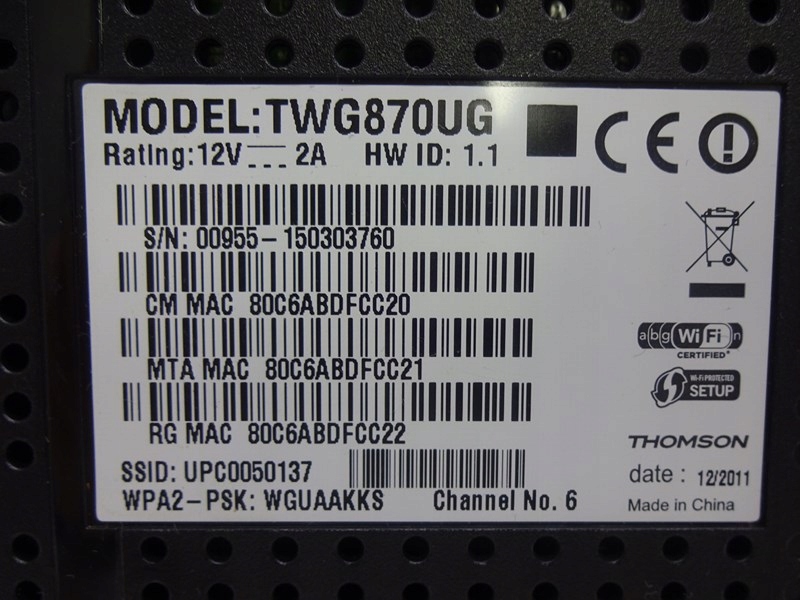 MODEL:TWG870UG
Rating:12V 2A HW ID: 1.1
CE
S/N: 00955-150303760
CM MAC 80C6ABDFCC20
MTA MAC 80C6ABDFCC21
RG MAC 80C6ABDFCC22
abg WiFi n
CERTIFIED
Wi-Fi PROTECTED
SETUP
THOMSON
SSID: UPC0050137
date : 12/2011
WPA2-PSK: WGUAAKKS Channel No. 6
Made in China